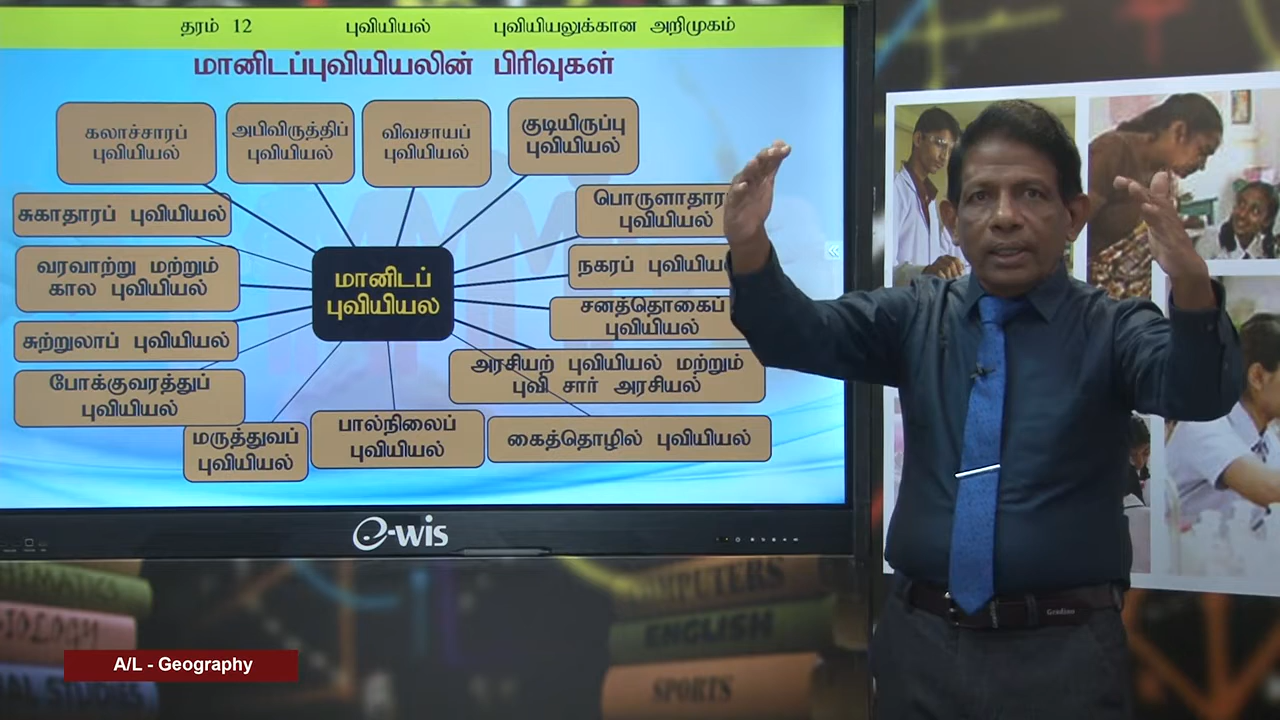 தரம் 12 புவியியல் புவியியலுக்கான அறிமுகம்
மானிடப்புவியியலின் பிரிவுகள்
கலாச்சாரப்
புவியியல்
அபிவிருத்திப்
புவியியல்
விவசாயப்
புவியியல்
குடியிருப்பு
புவியியல்
சுகாதாரப் புவியியல்
பொருளாதார
புவியியல்
வரவாற்று மற்றும்
கால புவியியல்
மானிடப்
புவியியல்
நகரப்
சனத்தொகைப்
புவியியல்
சுற்றுலாப் புவியியல்
அரசியற் புவியியல் மற்றும்
புவி சார் அரசியல்
போக்குவரத்துப்
புவியியல்
மருத்துவப்
புவியியல்
பால்நிலைப்
புவியியல்
கைத்தொழில் புவியியல்
e-wis
COMPUTERS
ENGLISH
SPORTS
A/L - Geography